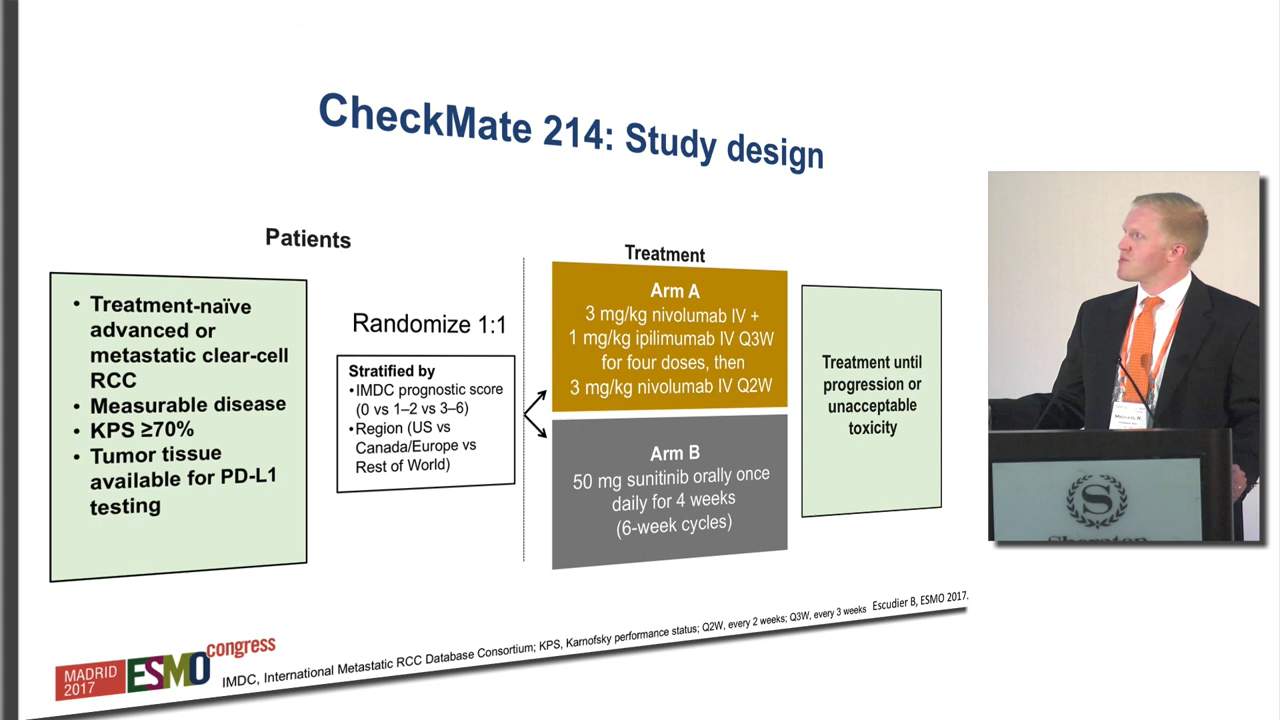 CheckMate 214: Study design
Patients
• Treatment-naïve
advanced or
metastatic clear-cell
RCC
• Measurable disease
• KPS ≥70%
• Tumor tissue
available for PD-L1
testing
Randomize 1:1
Stratified by
•IMDC prognostic score
(0 vs 1–2 vs 3–6)
•Region (US vs
Canada/Europe vs
Rest of World)
Treatment
Arm A
3 mg/kg nivolumab IV +
1 mg/kg ipilimumab IV Q3W
for four doses, then
3 mg/kg nivolumab IV Q2W
Arm B
50 mg sunitinib orally once
daily for 4 weeks
(6-week cycles)
Treatment until
progression or
unacceptable
toxicity
MADRID
2017
ESMO
congress
IMDC, International Metastatic RCC Database Consortium; KPS, Karnofsky performance status; Q2W, every 2 weeks; Q3W, every 3 weeks
Escudier B, ESMO 2017.
MICHAEL R.
S
Sheraton